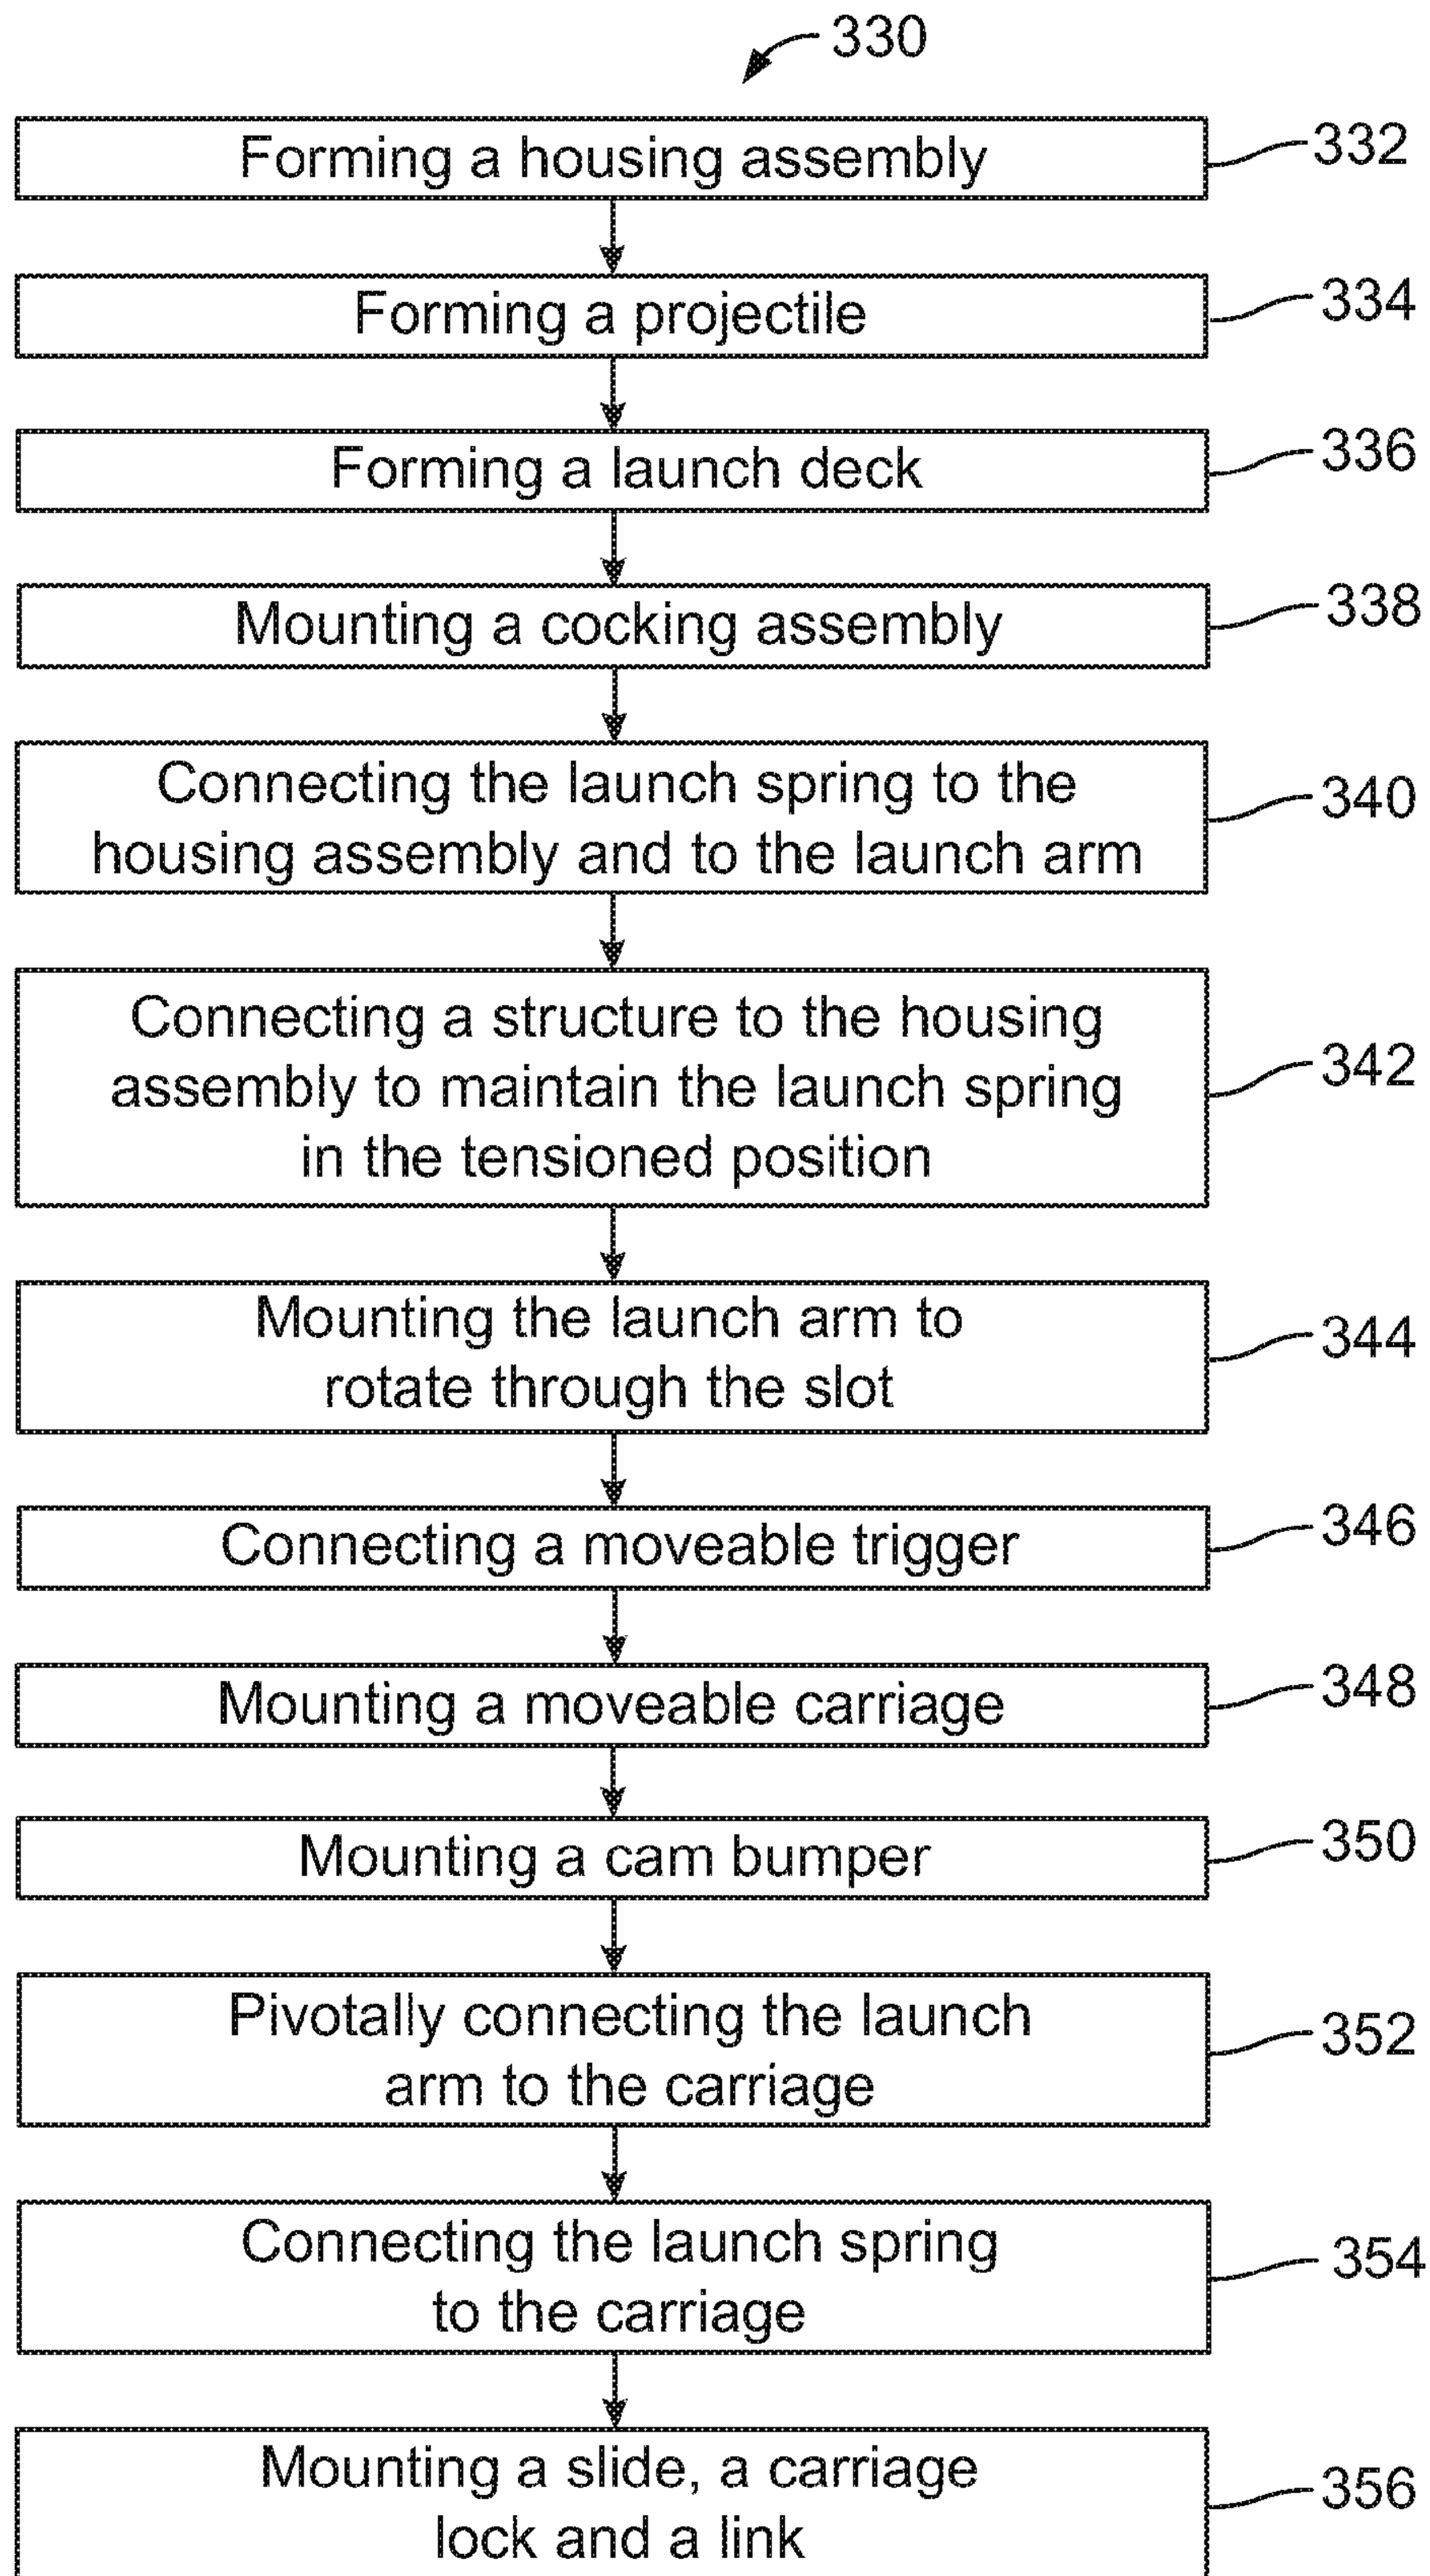 330
Forming a housing assembly
332
Forming a projectile
334
Forming a launch deck
336
Mounting a cocking assembly
338
Connecting the launch spring to the
housing assembly and to the launch arm
340
Connecting a structure to the housing
assembly to maintain the launch spring
in the tensioned position
342
Mounting the launch arm to
rotate through the slot
344
Connecting a moveable trigger
346
Mounting a moveable carriage
348
Mounting a cam bumper
350
Pivotally connecting the launch
arm to the carriage
352
Connecting the launch spring
to the carriage
354
Mounting a slide, a carriage
lock and a link
356